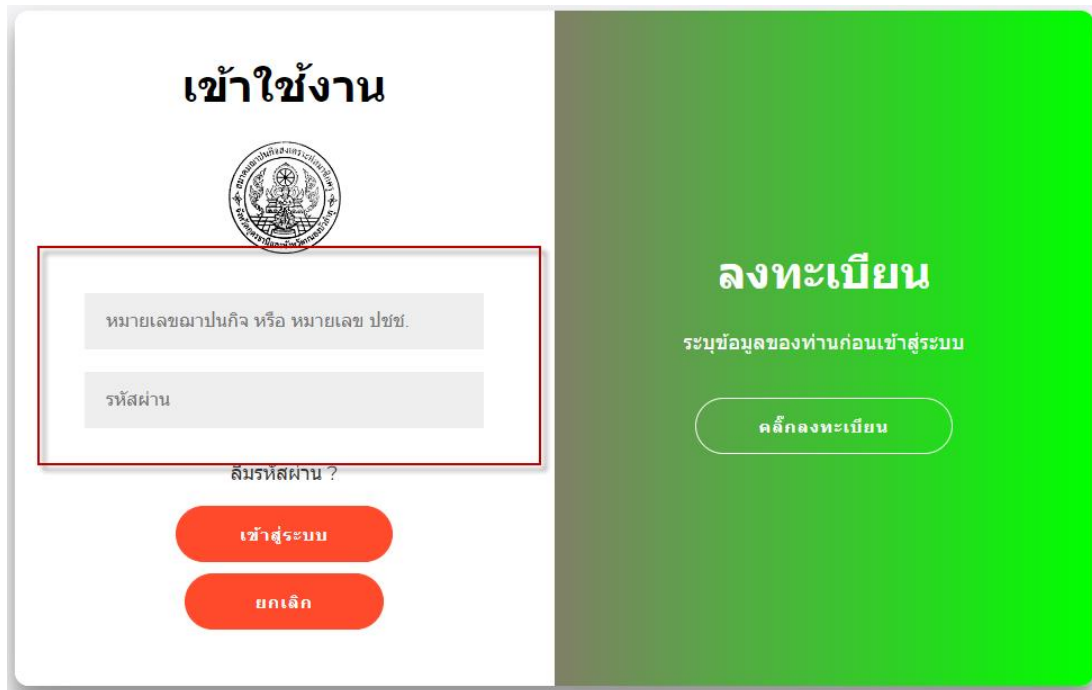 เข้าใช้งาน
หมายเลขฌาปนกิจ หรือ หมายเลข ปชช.
รหัสผ่าน
ลืมรหัสผ่าน ?
เข้าสู่ระบบ
ยกเลิก
ลงทะเบียน
ระบุข้อมูลของท่านก่อนเข้าสู่ระบบ
คลิ๊กลงทะเบียน